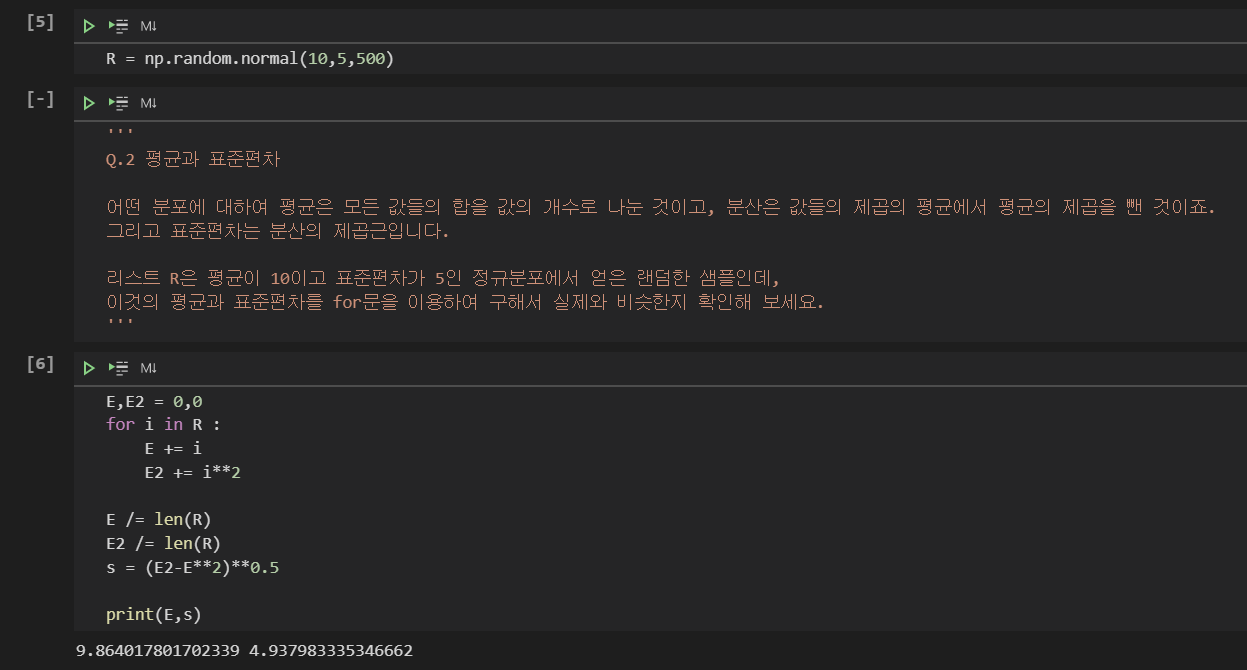 [5]
M↓
R = np.random.normal(10,5,500)
[-]
M↓
'''
Q.2 평균과 표준편차
어떤 분포에 대하여 평균은 모든 값들의 합을 값의 개수로 나눈 것이고, 분산은 값들의 제곱의 평균에서 평균의 제곱을 뺀 것이죠.
그리고 표준편차는 분산의 제곱근입니다.
리스트 R은 평균이 10이고 표준편차가 5인 정규분포에서 얻은 랜덤한 샘플인데,
이것의 평균과 표준편차를 for문을 이용하여 구해서 실제와 비슷한지 확인해 보세요.
'''
[6]
M↓
E,E2 = 0,0
for i in R :
    E += i
    E2 += i**2
E /= len(R)
E2 /= len(R)
s = (E2-E**2)**0.5
print(E,s)
9.864017801702339 4.937983335346662